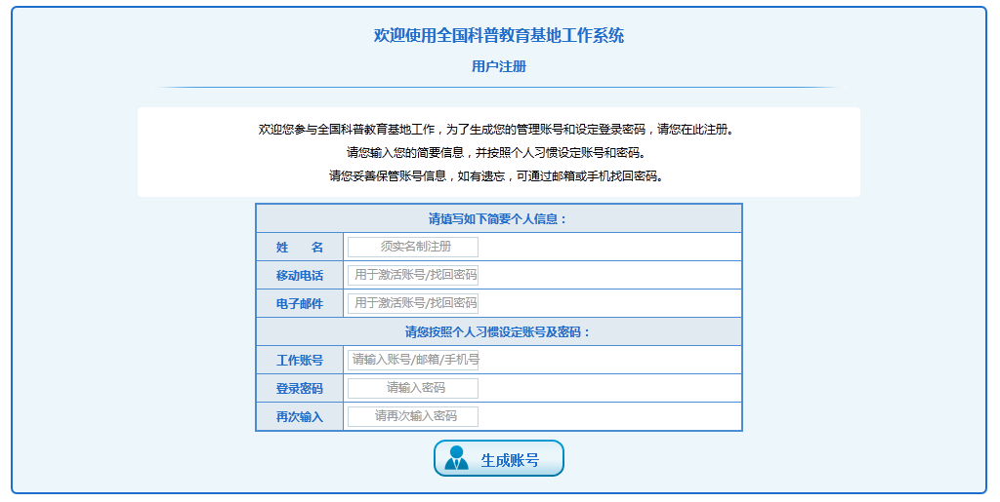 欢迎使用全国科普教育基地工作系统
用户注册
欢迎您参与全国科普教育基地工作，为了生成您的管理账号和设定登录密码，请您在此注册。
请您输入您的简要信息，并按照个人习惯设定账号和密码。
请您妥善保管账号信息，如有遗忘，可通过邮箱或手机找回密码。
请填写如下简要个人信息：
姓　　名 须实名制注册
移动电话 用于激活账号/找回密码
电子邮件 用于激活账号/找回密码
请您按照个人习惯设定账号及密码：
工作账号 请输入账号/邮箱/手机号
登录密码 请输入密码
再次输入 请再次输入密码
生成账号